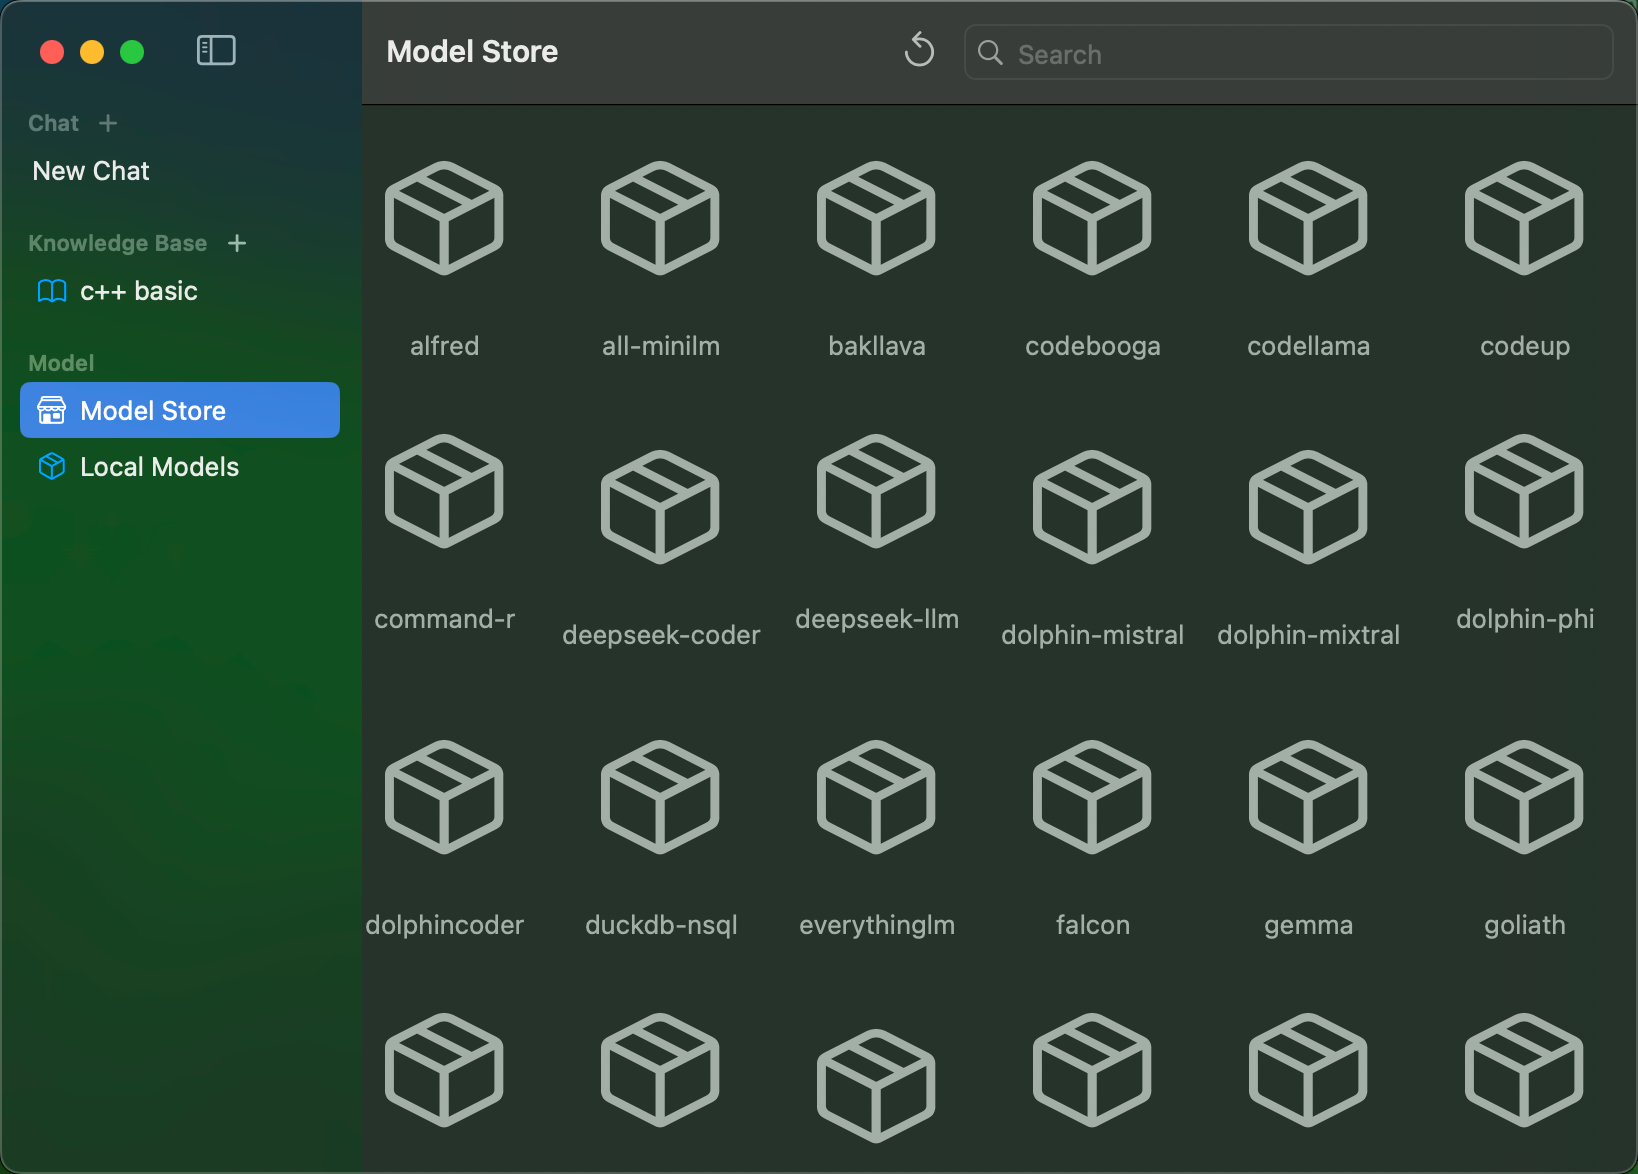 Model Store
Search
Chat +
New Chat
Knowledge Base +
c++ basic
Model
Model Store
Local Models
alfred
all-minilm
bakllava
codebooga
codellama
codeup
command-r
deepseek-coder
deepseek-llm
dolphin-mistral
dolphin-mixtral
dolphin-phi
dolphincoder
duckdb-nsql
everythinglm
falcon
gemma
goliath